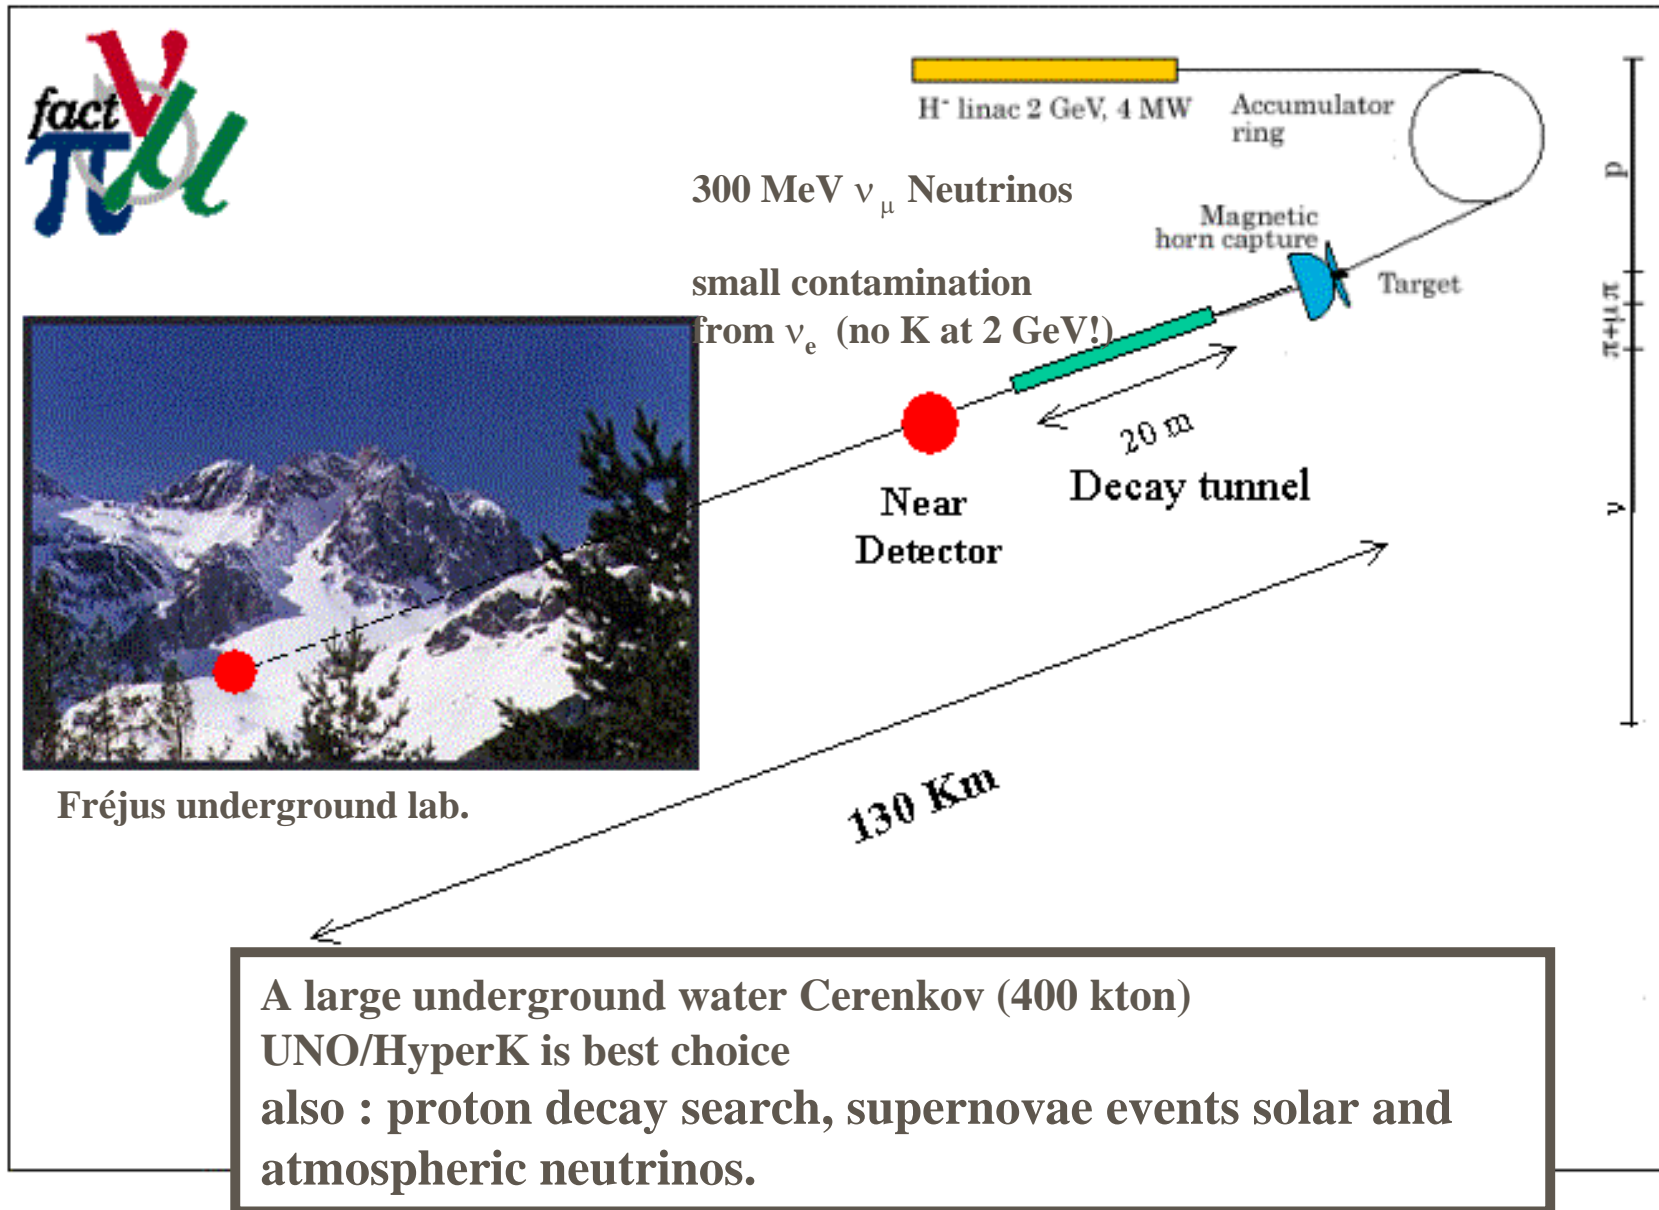 fact
ν
π μ
H⁻ linac 2 GeV, 4 MW
Accumulator
ring
300 MeV ν μ Neutrinos
Magnetic
horn capture
Target
small contamination
from νe (no K at 2 GeV!)
p
π
π+μ
ν
20 m
Decay tunnel
Near
Detector
130 Km
Fréjus underground lab.
A large underground water Cerenkov (400 kton)
UNO/HyperK is best choice
also : proton decay search, supernovae events solar and
atmospheric neutrinos.